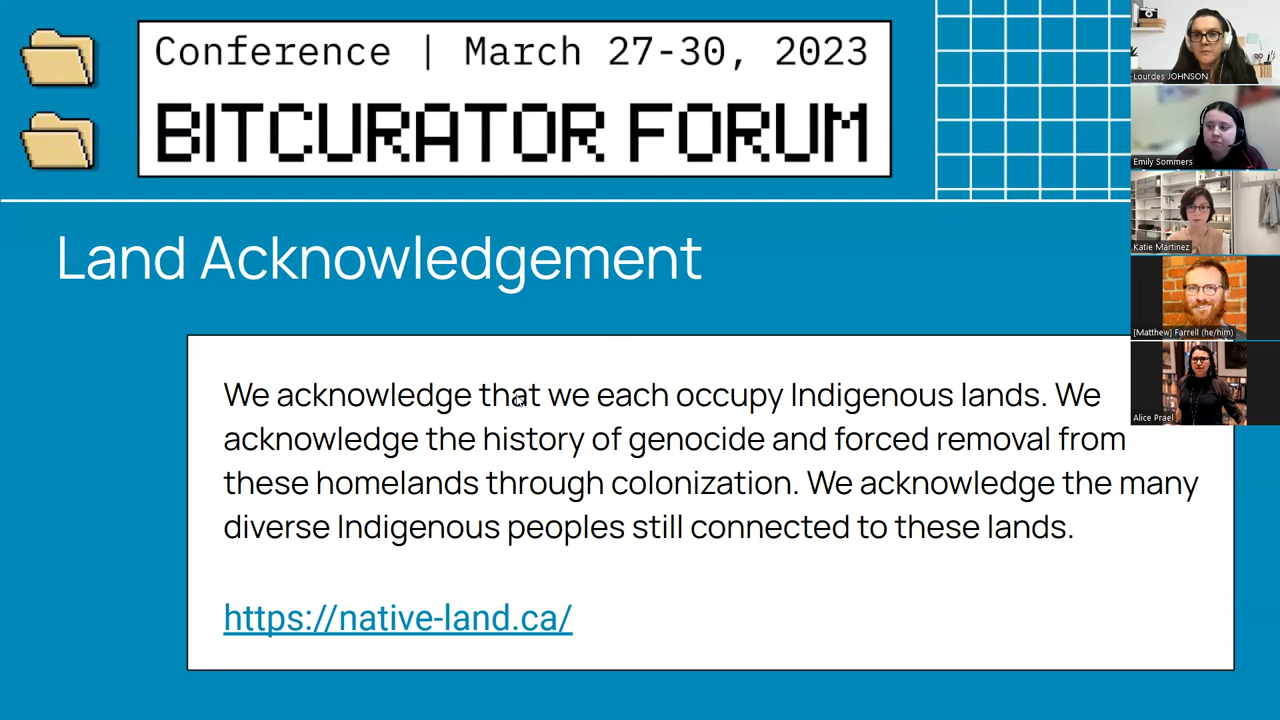 Conference | March 27-30, 2023
BITCURATOR FORUM
Land Acknowledgement
We acknowledge that we each occupy Indigenous lands. We
acknowledge the history of genocide and forced removal from
these homelands through colonization. We acknowledge the many
diverse Indigenous peoples still connected to these lands.
https://native-land.ca/
Lourdes JOHNSON
Emily Sommers
Katie Martinez
[Matthew] Farrell (he/him)
Alice Prael